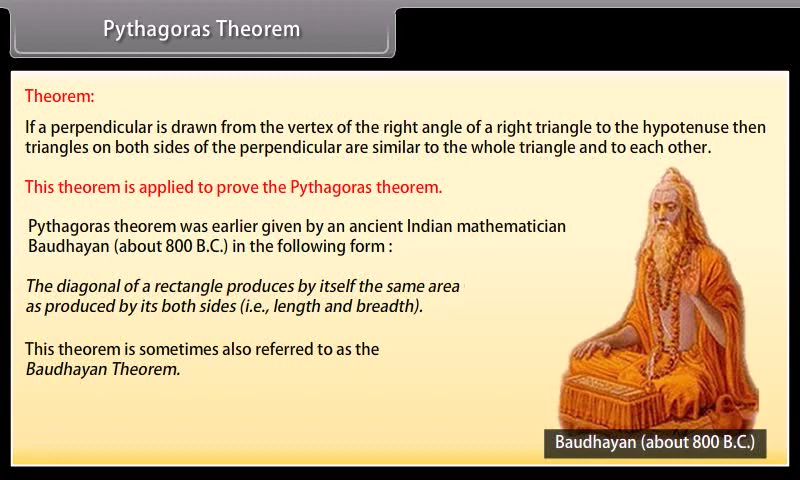 Pythagoras Theorem
Theorem:
If a perpendicular is drawn from the vertex of the right angle of a right triangle to the hypotenuse then
triangles on both sides of the perpendicular are similar to the whole triangle and to each other.
This theorem is applied to prove the Pythagoras theorem.
Pythagoras theorem was earlier given by an ancient Indian mathematician
Baudhayan (about 800 B.C.) in the following form :
The diagonal of a rectangle produces by itself the same area
as produced by its both sides (i.e., length and breadth).
This theorem is sometimes also referred to as the
Baudhayan Theorem.
Baudhayan (about 800 B.C.)